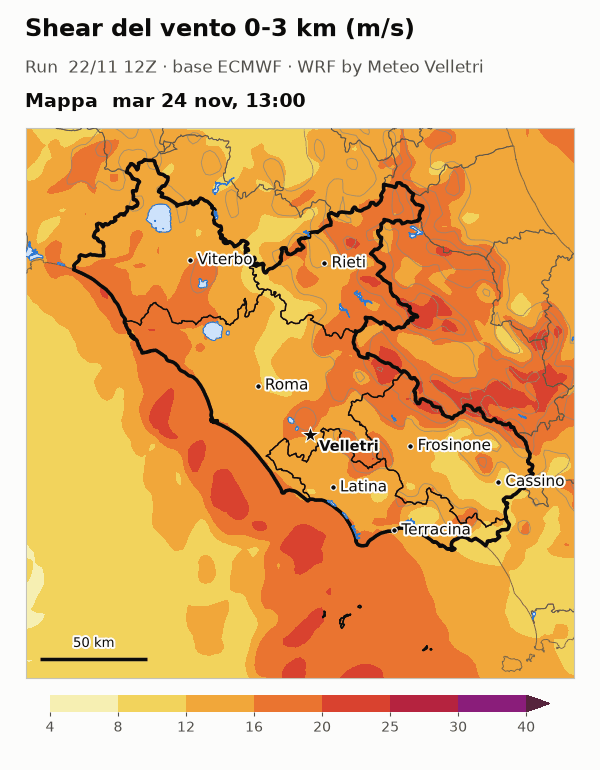 Shear del vento 0-3 km (m/s)
Run  22/11 12Z · base ECMWF · WRF by Meteo Velletri
Mappa  mar 24 nov, 13:00
Viterbo
Rieti
Roma
Velletri
Frosinone
Cassino
Latina
Terracina
50 km
4 8 12 16 20 25 30 40